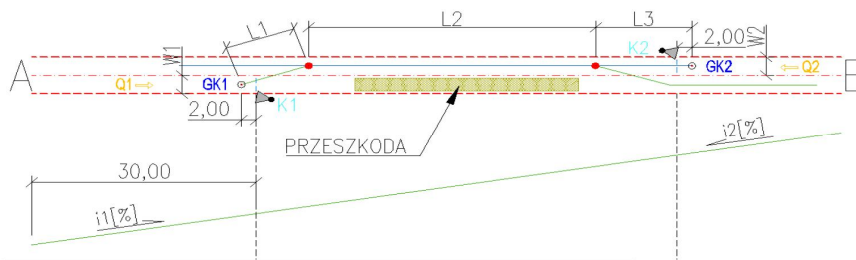 L1
L2
L3
W1
K2
2,00
W2
A
Q1
GK1
K1
GK2
Q2
B
2,00
PRZESZKODA
i2[%]
30,00
i1[%]